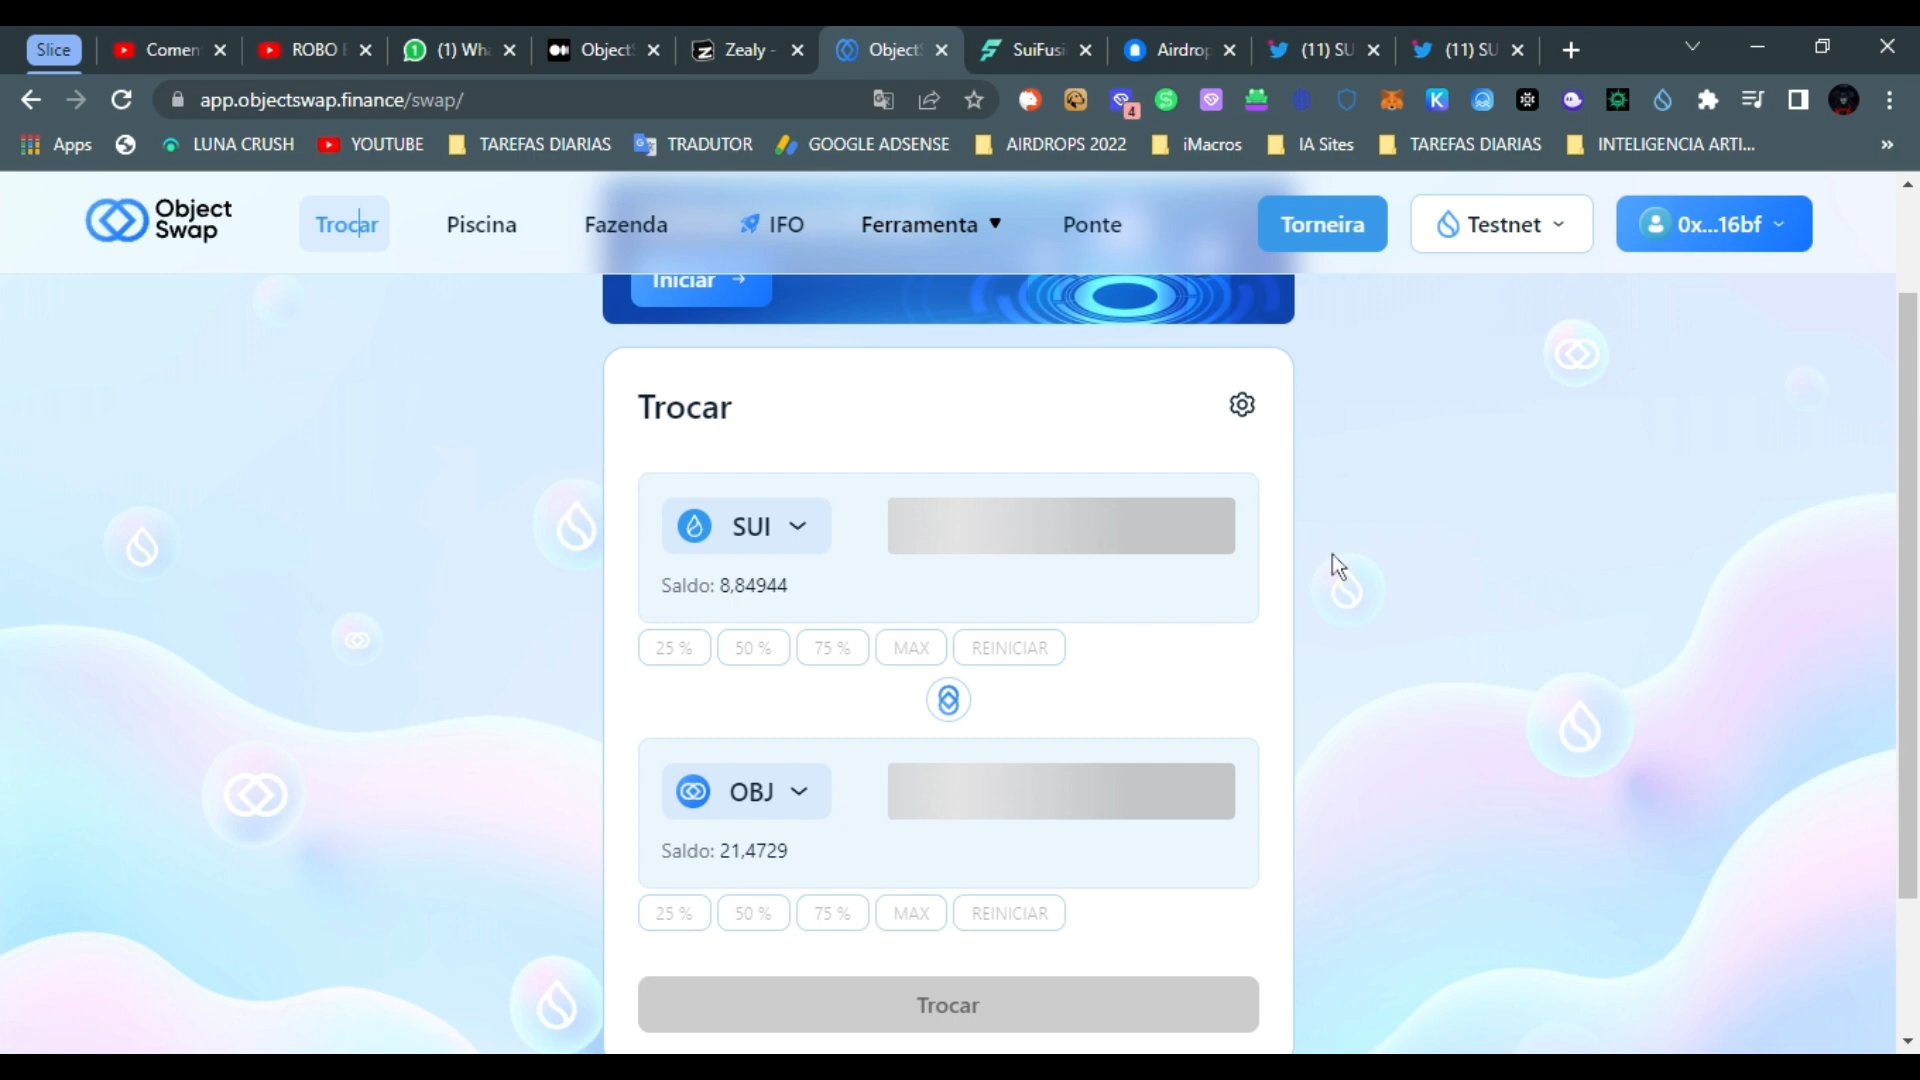 Slice
Comen
ROBO
(1) Wh
Object
Zealy -
Object
SuiFusi
Airdrop
(11) SU
(11) SU
app.objectswap.finance/swap/
4
Apps
LUNA CRUSH
YOUTUBE
TAREFAS DIARIAS
TRADUTOR
GOOGLE ADSENSE
AIRDROPS 2022
iMacros
IA Sites
TAREFAS DIARIAS
INTELIGENCIA ARTI...
Object
Swap
Trocar
Piscina
Fazenda
IFO
Ferramenta
Ponte
Torneira
Testnet
0x...16bf
Iniciar
Trocar
SUI
Saldo: 8,84944
25 % 50 % 75 % MAX REINICIAR
OBJ
Saldo: 21,4729
25 % 50 % 75 % MAX REINICIAR
Trocar